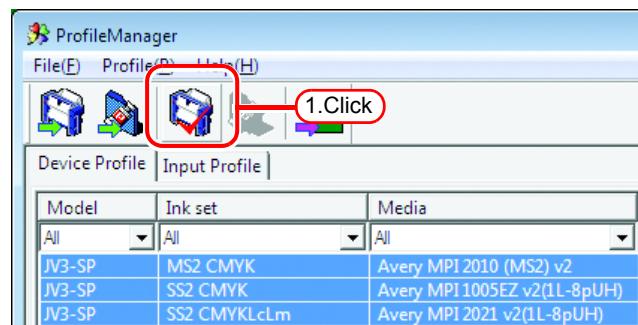 ProfileManager
File(F) Profile(P) Help(H)
1.Click
Device Profile Input Profile
Model Ink set Media
All All All
JV3-SP MS2 CMYK Avery MPI 2010 (MS2) v2
JV3-SP SS2 CMYK Avery MPI 1005EZ v2(1L-8pUH)
JV3-SP SS2 CMYKLcLm Avery MPI 2021 v2(1L-8pUH)